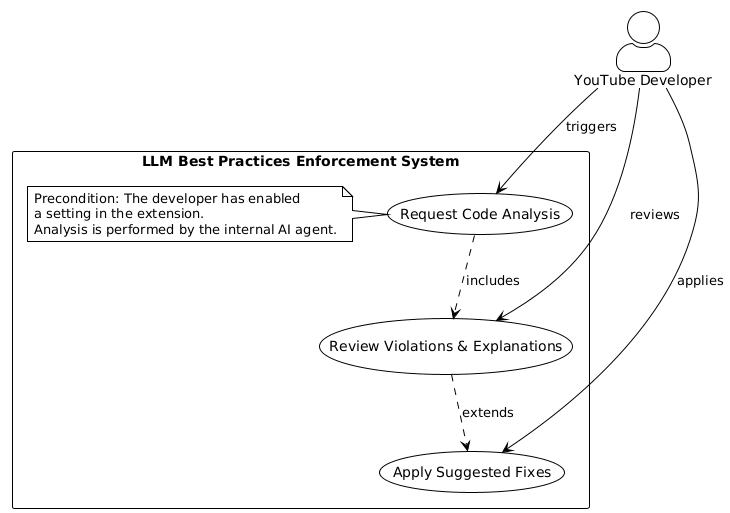 YouTube Developer
triggers
LLM Best Practices Enforcement System
Precondition: The developer has enabled
a setting in the extension.
Analysis is performed by the internal AI agent.
Request Code Analysis
reviews
includes
applies
Review Violations & Explanations
extends
Apply Suggested Fixes